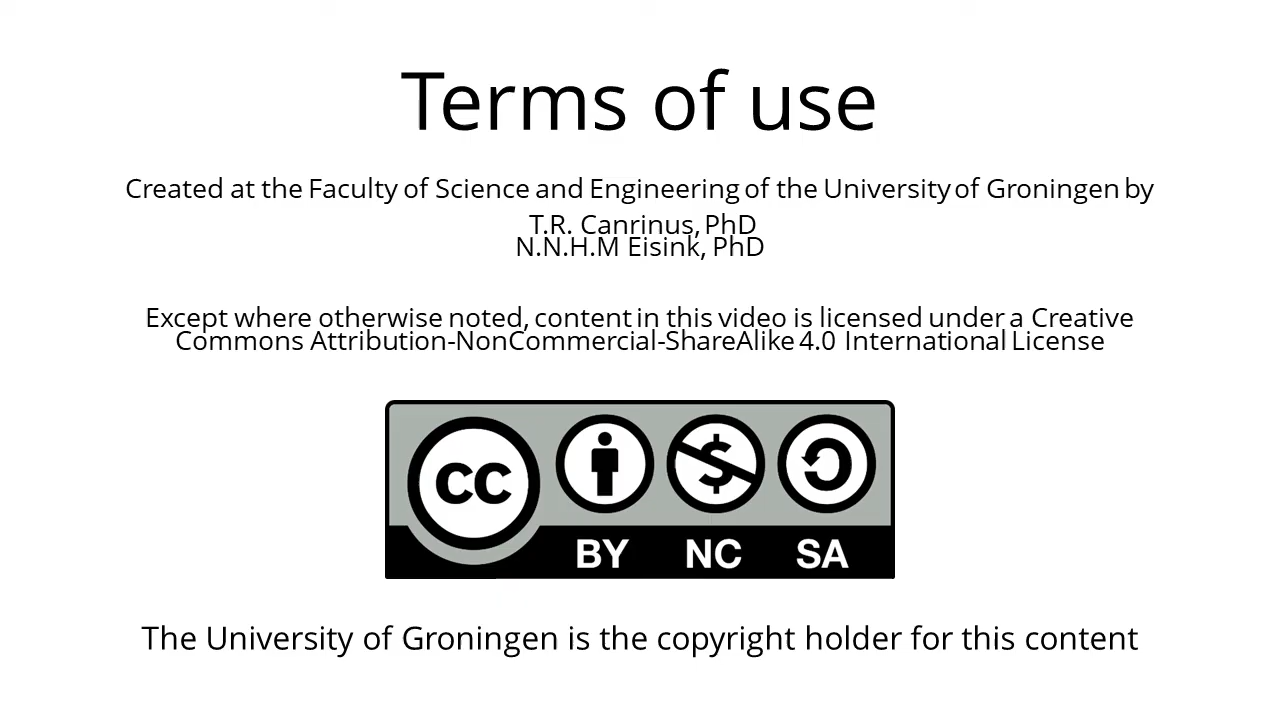 Terms of use
Created at the Faculty of Science and Engineering of the University of Groningen by
T.R. Canrinus, PhD
N.N.H.M Eisink, PhD
Except where otherwise noted, content in this video is licensed under a Creative
Commons Attribution-NonCommercial-ShareAlike 4.0 International License
CC
BY NC SA
The University of Groningen is the copyright holder for this content